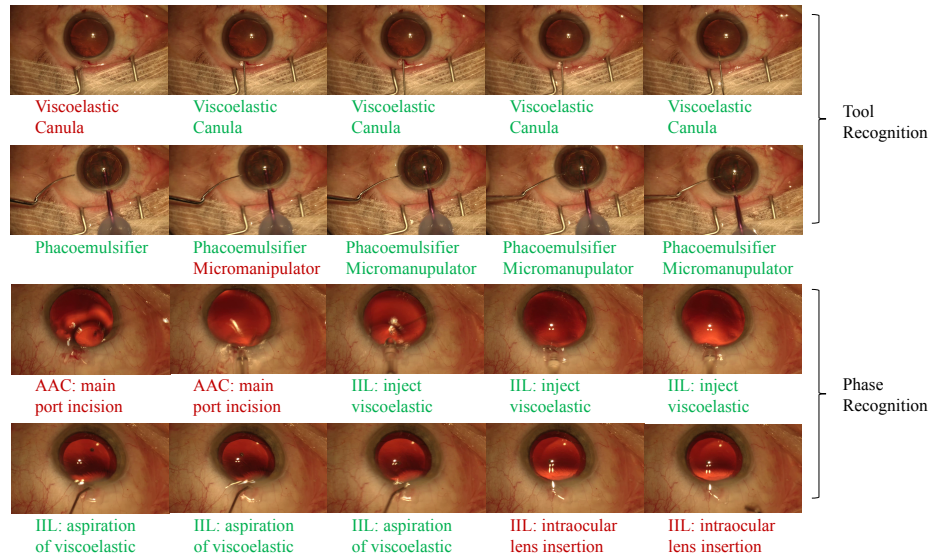 Viscoelastic Canula
Viscoelastic Canula
Viscoelastic Canula
Viscoelastic Canula
Viscoelastic Canula
Tool Recognition
Phacoemulsifier
Phacoemulsifier Micromanipulator
Phacoemulsifier Micromanupulator
Phacoemulsifier Micromanupulator
Phacoemulsifier Micromanupulator
AAC: main port incision
AAC: main port incision
IIL: inject viscoelastic
IIL: inject viscoelastic
IIL: inject viscoelastic
Phase Recognition
IIL: aspiration of viscoelastic
IIL: aspiration of viscoelastic
IIL: aspiration of viscoelastic
IIL: intraocular lens insertion
IIL: intraocular lens insertion